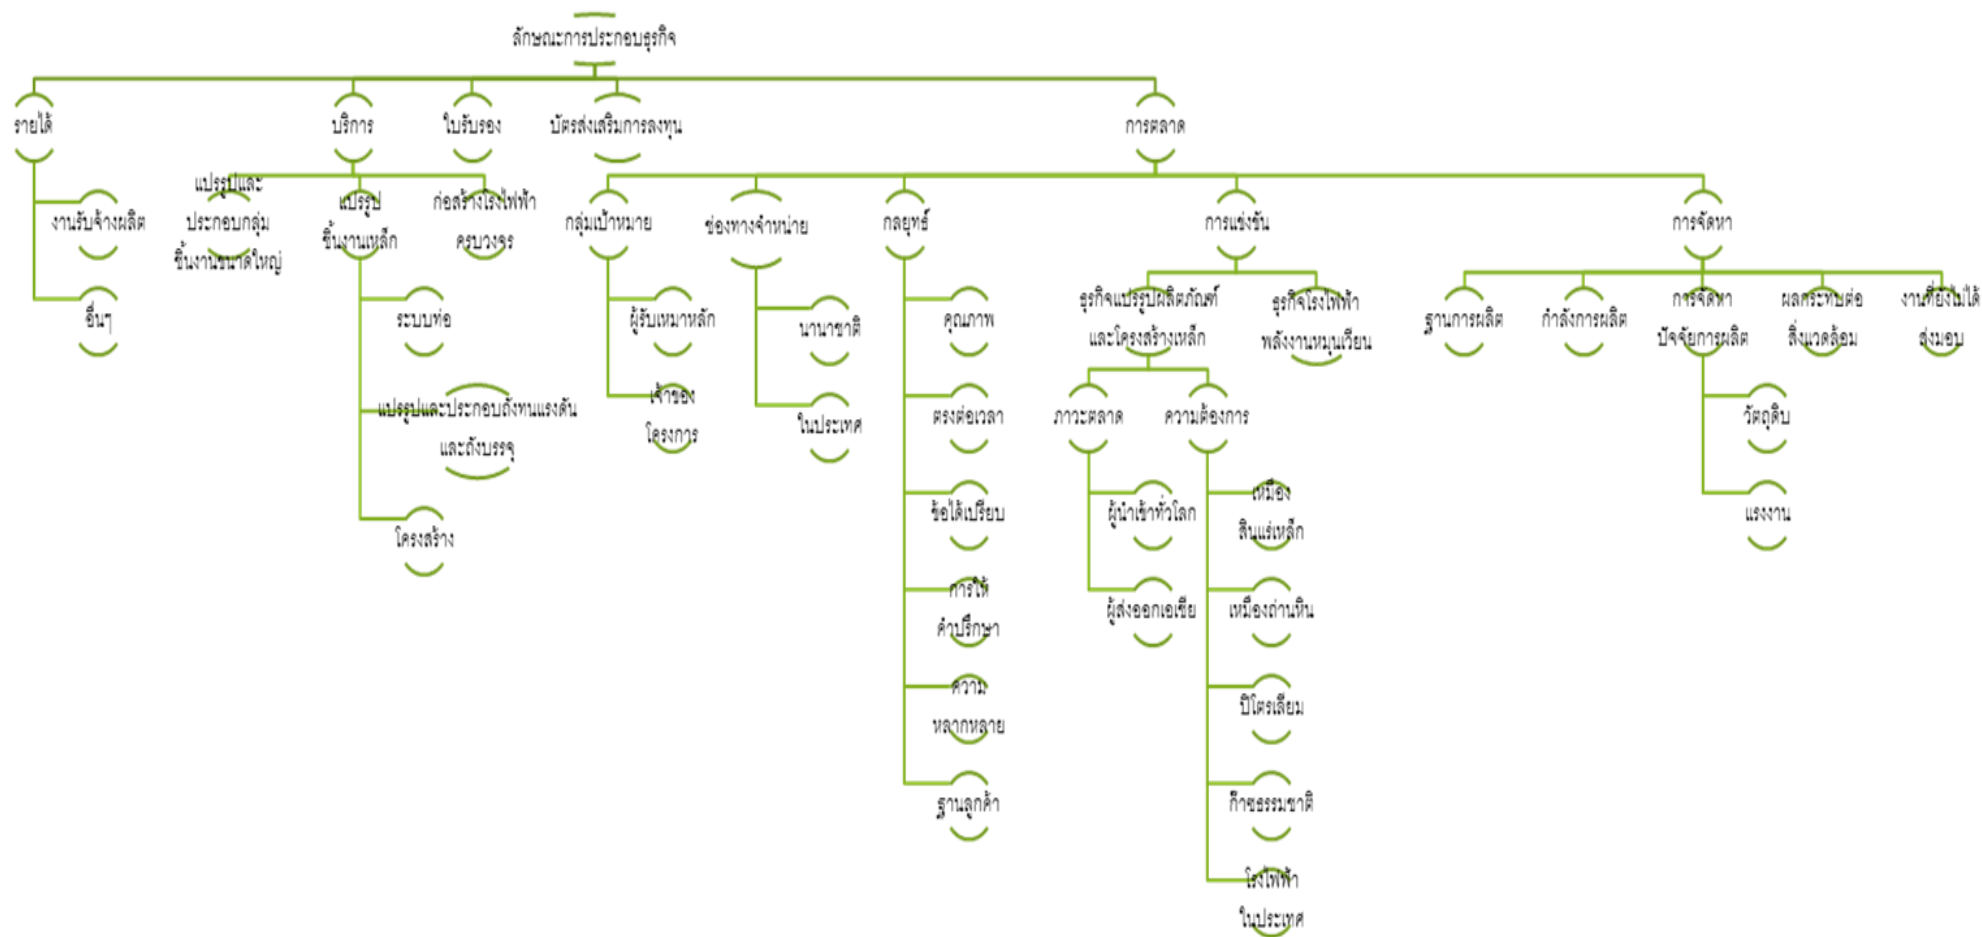 ลักษณะการประกอบธุรกิจ
รายได้
งานรับจ้างผลิต
อื่นๆ
บริการ
แปรรูปและ
ประกอบกลุ่ม
ชิ้นงานขนาดใหญ่
แปรรูป
ชิ้นงานเหล็ก
ระบบท่อ
แปรรูปและประกอบถังทนแรงดัน
และถังบรรจุ
โครงสร้าง
ก่อสร้างโรงไฟฟ้า
ครบวงจร
ใบรับรอง
บัตรส่งเสริมการลงทุน
การตลาด
กลุ่มเป้าหมาย
ผู้รับเหมาหลัก
เจ้าของ
โครงการ
ช่องทางจำหน่าย
นานาชาติ
ในประเทศ
กลยุทธ์
คุณภาพ
ตรงต่อเวลา
ข้อได้เปรียบ
การให้
คำปรึกษา
ความ
หลากหลาย
ฐานลูกค้า
การแข่งขัน
ธุรกิจแปรรูปผลิตภัณฑ์
และโครงสร้างเหล็ก
ภาวะตลาด
ผู้นำเข้าทั่วโลก
ผู้ส่งออกเอเชีย
ความต้องการ
เหมือง
สินแร่เหล็ก
เหมืองถ่านหิน
ปิโตรเลียม
ก๊าซธรรมชาติ
โรงไฟฟ้า
ในประเทศ
ธุรกิจโรงไฟฟ้า
พลังงานหมุนเวียน
การจัดหา
ฐานการผลิต
กำลังการผลิต
การจัดหา
ปัจจัยการผลิต
วัตถุดิบ
แรงงาน
ผลกระทบต่อ
สิ่งแวดล้อม
งานที่ยังไม่ได้
ส่งมอบ